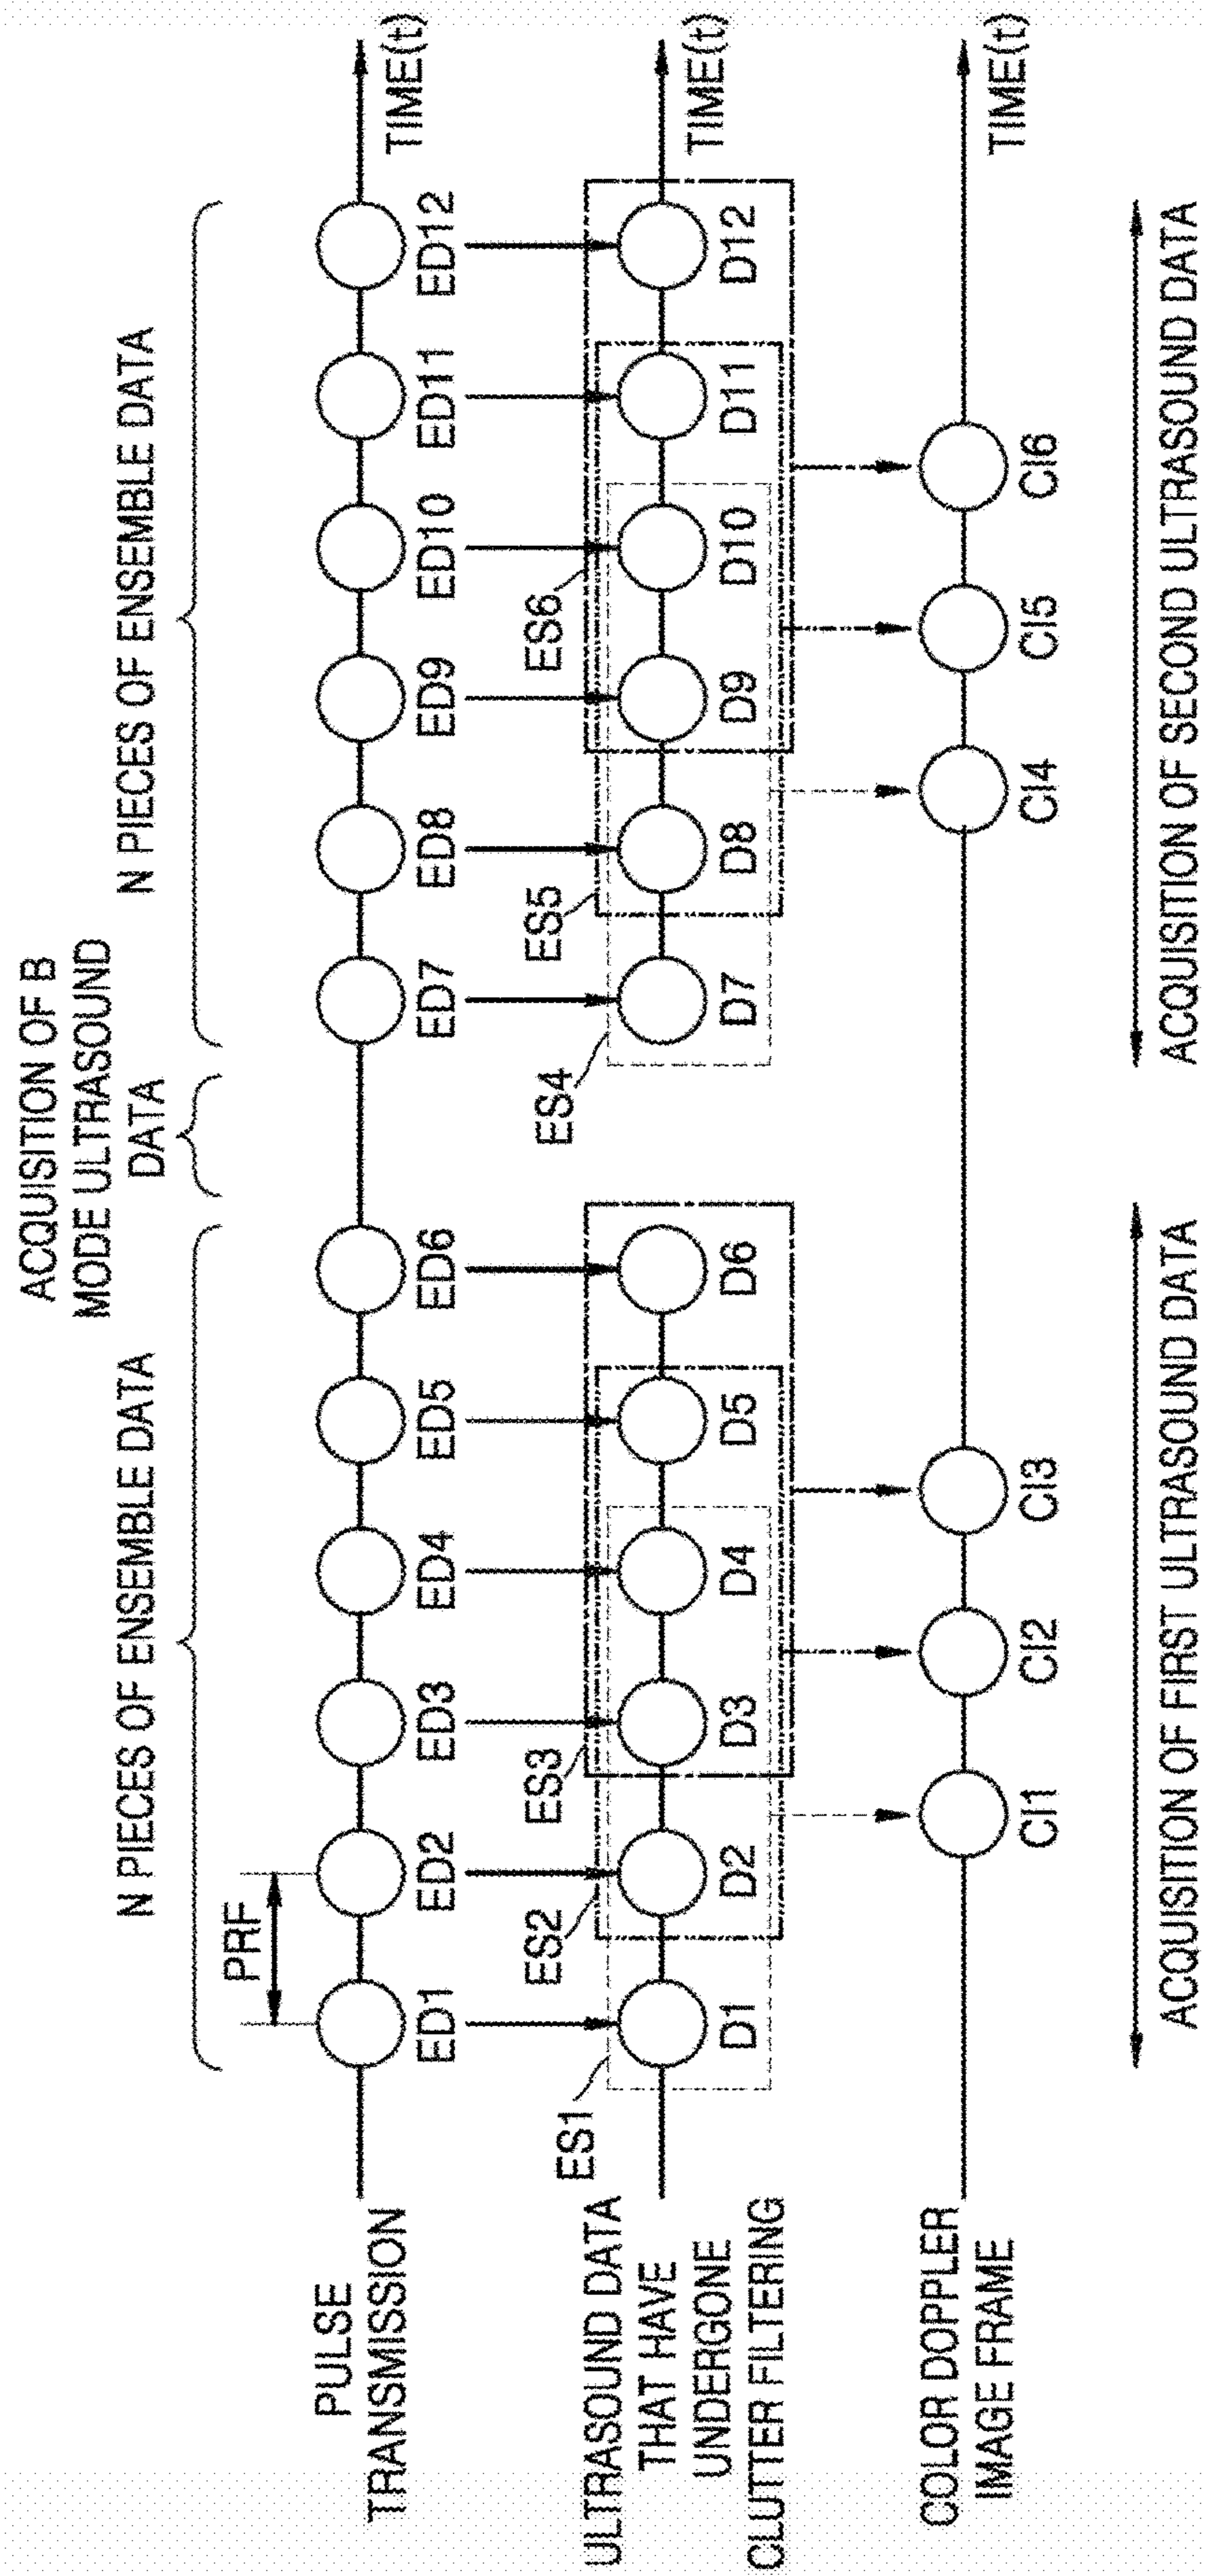 ACQUISITION OF B
MODE ULTRASOUND
DATA
N PIECES OF ENSEMBLE DATA
N PIECES OF ENSEMBLE DATA
PRF
PULSE
TRANSMISSION
ED1
ED2
ED3
ED4
ED5
ED6
ED7
ED8
ED9
ED10
ED11
ED12
TIME(t)
ES1
ES2
ES3
ES4
ES5
ES6
ULTRASOUND DATA
THAT HAVE
UNDERGONE
CLUTTER FILTERING
D1
D2
D3
D4
D5
D6
D7
D8
D9
D10
D11
D12
TIME(t)
COLOR DOPPLER
IMAGE FRAME
CI1
CI2
CI3
CI4
CI5
CI6
TIME(t)
ACQUISITION OF FIRST ULTRASOUND DATA
ACQUISITION OF SECOND ULTRASOUND DATA